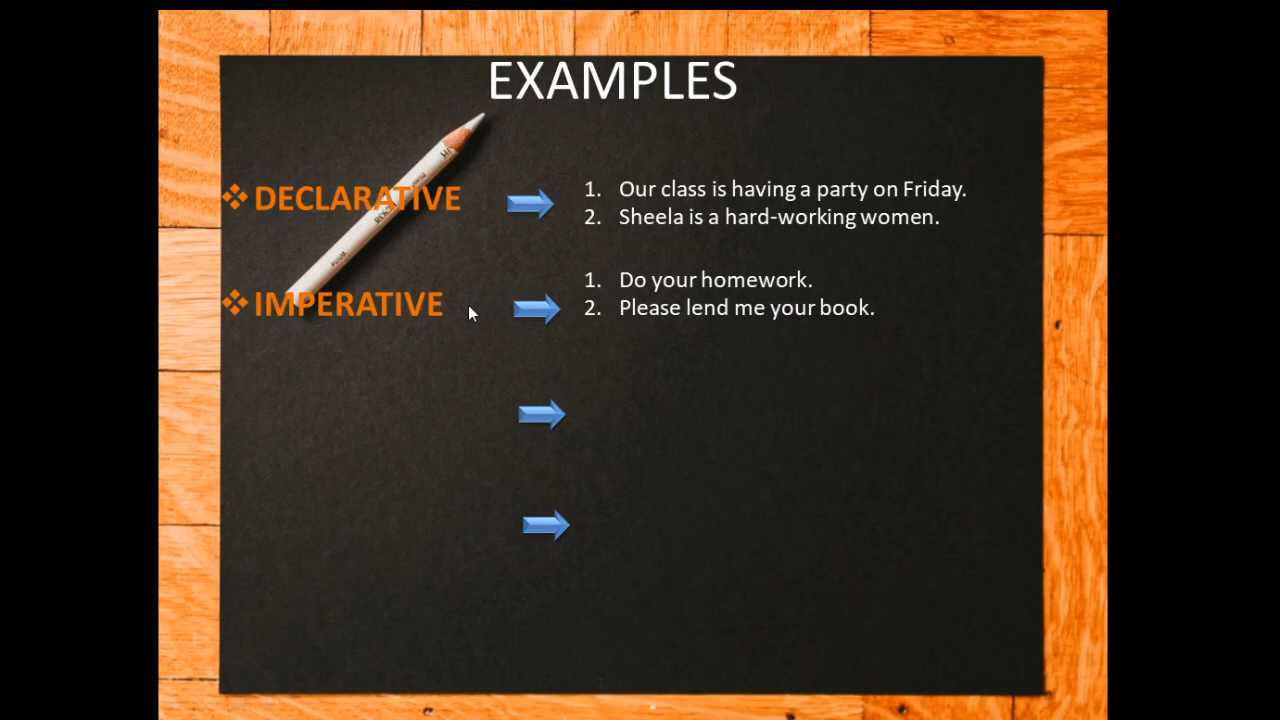 EXAMPLES
DECLARATIVE
1. Our class is having a party on Friday.
2. Sheela is a hard-working women.
IMPERATIVE
1. Do your homework.
2. Please lend me your book.